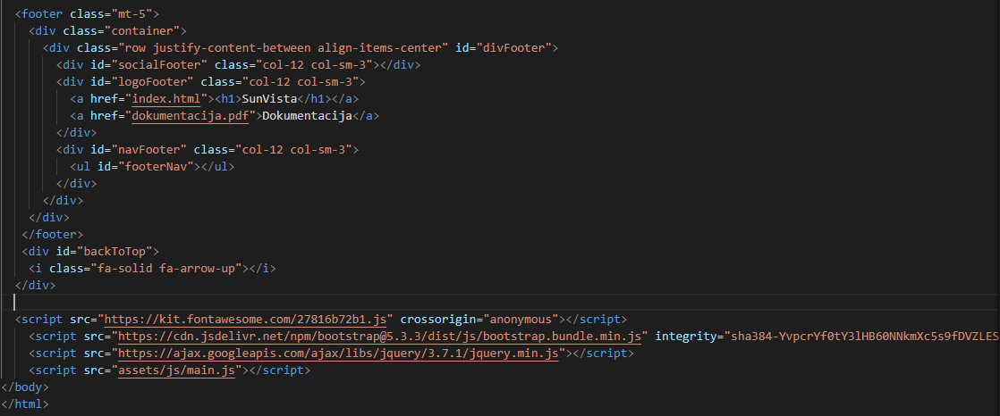 <footer class="mt-5">
<div class="container">
<div class="row justify-content-between align-items-center" id="divFooter">
<div id="socialFooter" class="col-12 col-sm-3"></div>
<div id="logoFooter" class="col-12 col-sm-3">
<a href="index.html"><h1>SunVista</h1></a>
<a href="dokumentacija.pdf">Dokumentacija</a>
</div>
<div id="navFooter" class="col-12 col-sm-3">
<ul id="footerNav"></ul>
</div>
</div>
</div>
</footer>
<div id="backToTop">
<i class="fa-solid fa-arrow-up"></i>
</div>
<script src="https://kit.fontawesome.com/27816b72b1.js" crossorigin="anonymous"></script>
<script src="https://cdn.jsdelivr.net/npm/bootstrap@5.3.3/dist/js/bootstrap.bundle.min.js" integrity="sha384-YvpcrYf0tY3lHB60NNkmXc5s9fDVZLES
<script src="https://ajax.googleapis.com/ajax/libs/jquery/3.7.1/jquery.min.js"></script>
<script src="assets/js/main.js"></script>
</body>
</html>